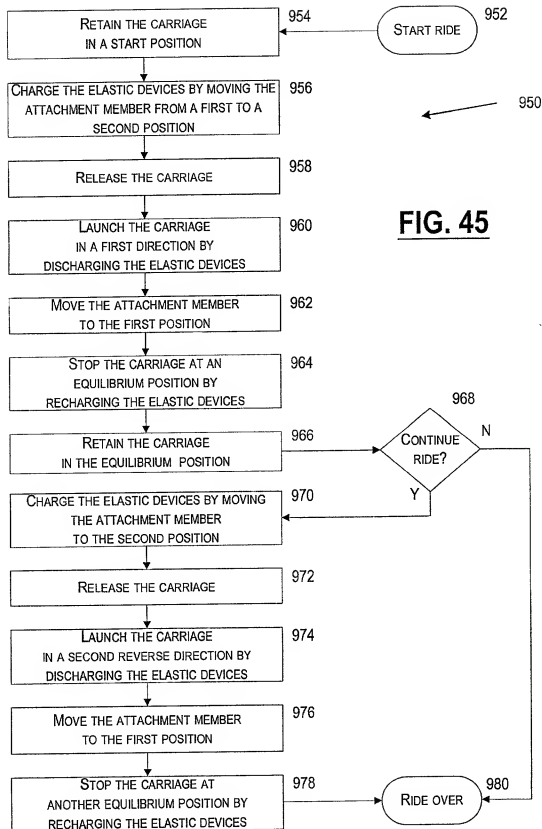 START RIDE
952
RETAIN THE CARRIAGE
IN A START POSITION
954
CHARGE THE ELASTIC DEVICES BY MOVING THE
ATTACHMENT MEMBER FROM A FIRST TO A
SECOND POSITION
956
950
RELEASE THE CARRIAGE
958
LAUNCH THE CARRIAGE
IN A FIRST DIRECTION BY
DISCHARGING THE ELASTIC DEVICES
960
FIG. 45
MOVE THE ATTACHMENT MEMBER
TO THE FIRST POSITION
962
STOP THE CARRIAGE AT AN
EQUILIBRIUM POSITION BY
RECHARGING THE ELASTIC DEVICES
964
RETAIN THE CARRIAGE
IN THE EQUILIBRIUM POSITION
966
968
CONTINUE
RIDE?
N
Y
CHARGE THE ELASTIC DEVICES BY MOVING
THE ATTACHMENT MEMBER
TO THE SECOND POSITION
970
RELEASE THE CARRIAGE
972
LAUNCH THE CARRIAGE
IN A SECOND REVERSE DIRECTION BY
DISCHARGING THE ELASTIC DEVICES
974
MOVE THE ATTACHMENT MEMBER
TO THE FIRST POSITION
976
STOP THE CARRIAGE AT
ANOTHER EQUILIBRIUM POSITION BY
RECHARGING THE ELASTIC DEVICES
978
RIDE OVER
980